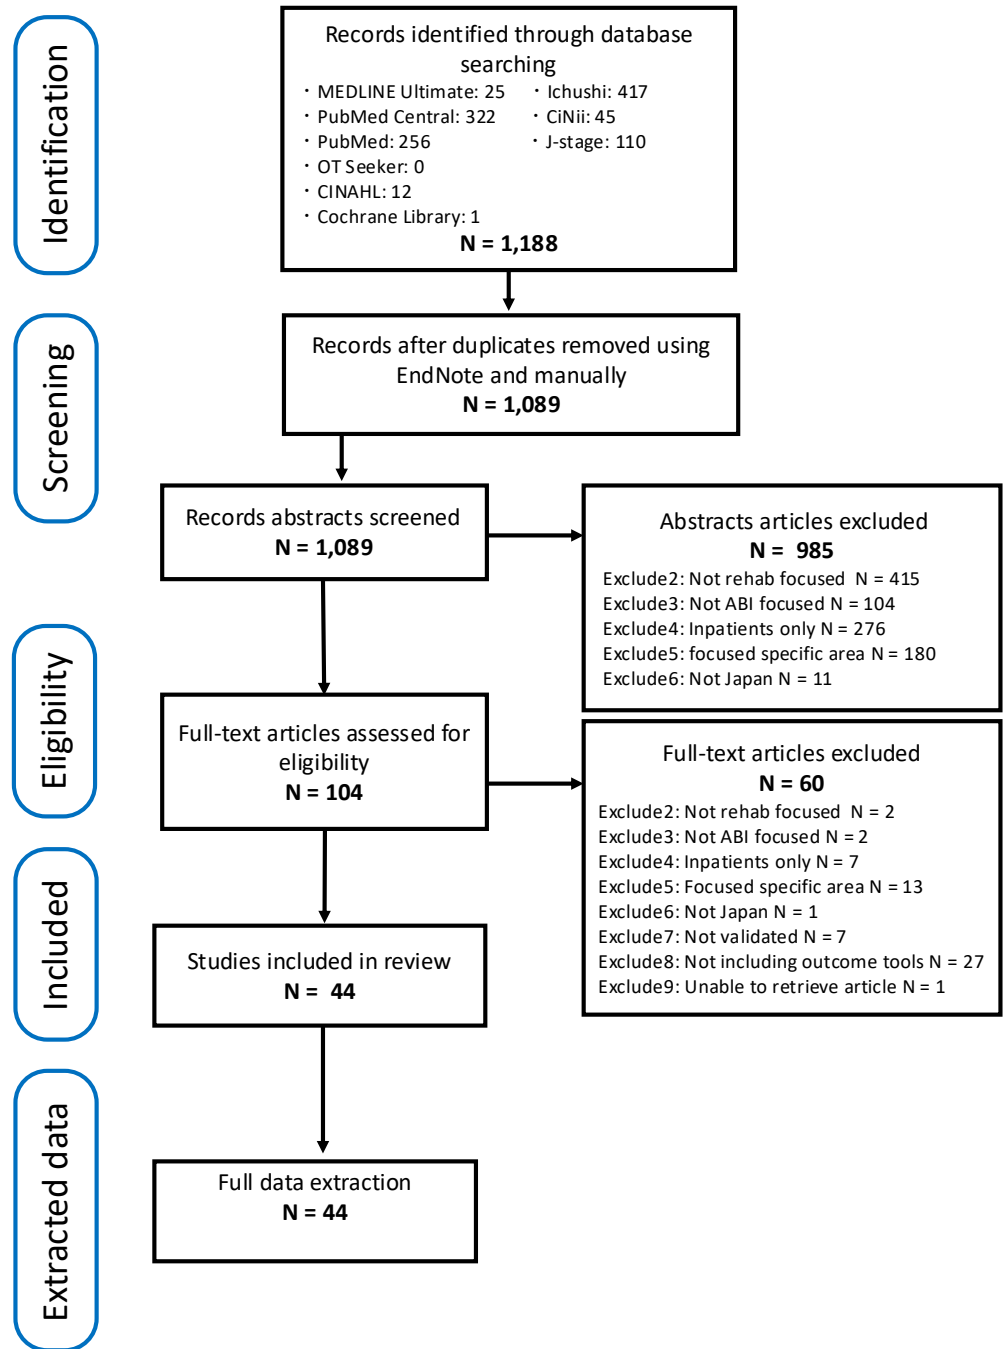 Identification
Records identified through database
searching
・ MEDLINE Ultimate: 25
・ PubMed Central: 322
・ PubMed: 256
・ OT Seeker: 0
・ CINAHL: 12
・ Cochrane Library: 1
・ Ichushi: 417
・ CiNii: 45
・ J-stage: 110
N = 1,188
Screening
Records after duplicates removed using
EndNote and manually
N = 1,089
Records abstracts screened
N = 1,089
Abstracts articles excluded
N = 985
Exclude2: Not rehab focused N = 415
Exclude3: Not ABI focused N = 104
Exclude4: Inpatients only N = 276
Exclude5: focused specific area N = 180
Exclude6: Not Japan N = 11
Eligibility
Full-text articles assessed for
eligibility
N = 104
Full-text articles excluded
N = 60
Exclude2: Not rehab focused N = 2
Exclude3: Not ABI focused N = 2
Exclude4: Inpatients only N = 7
Exclude5: Focused specific area N = 13
Exclude6: Not Japan N = 1
Exclude7: Not validated N = 7
Exclude8: Not including outcome tools N = 27
Exclude9: Unable to retrieve article N = 1
Included
Studies included in review
N = 44
Extracted data
Full data extraction
N = 44